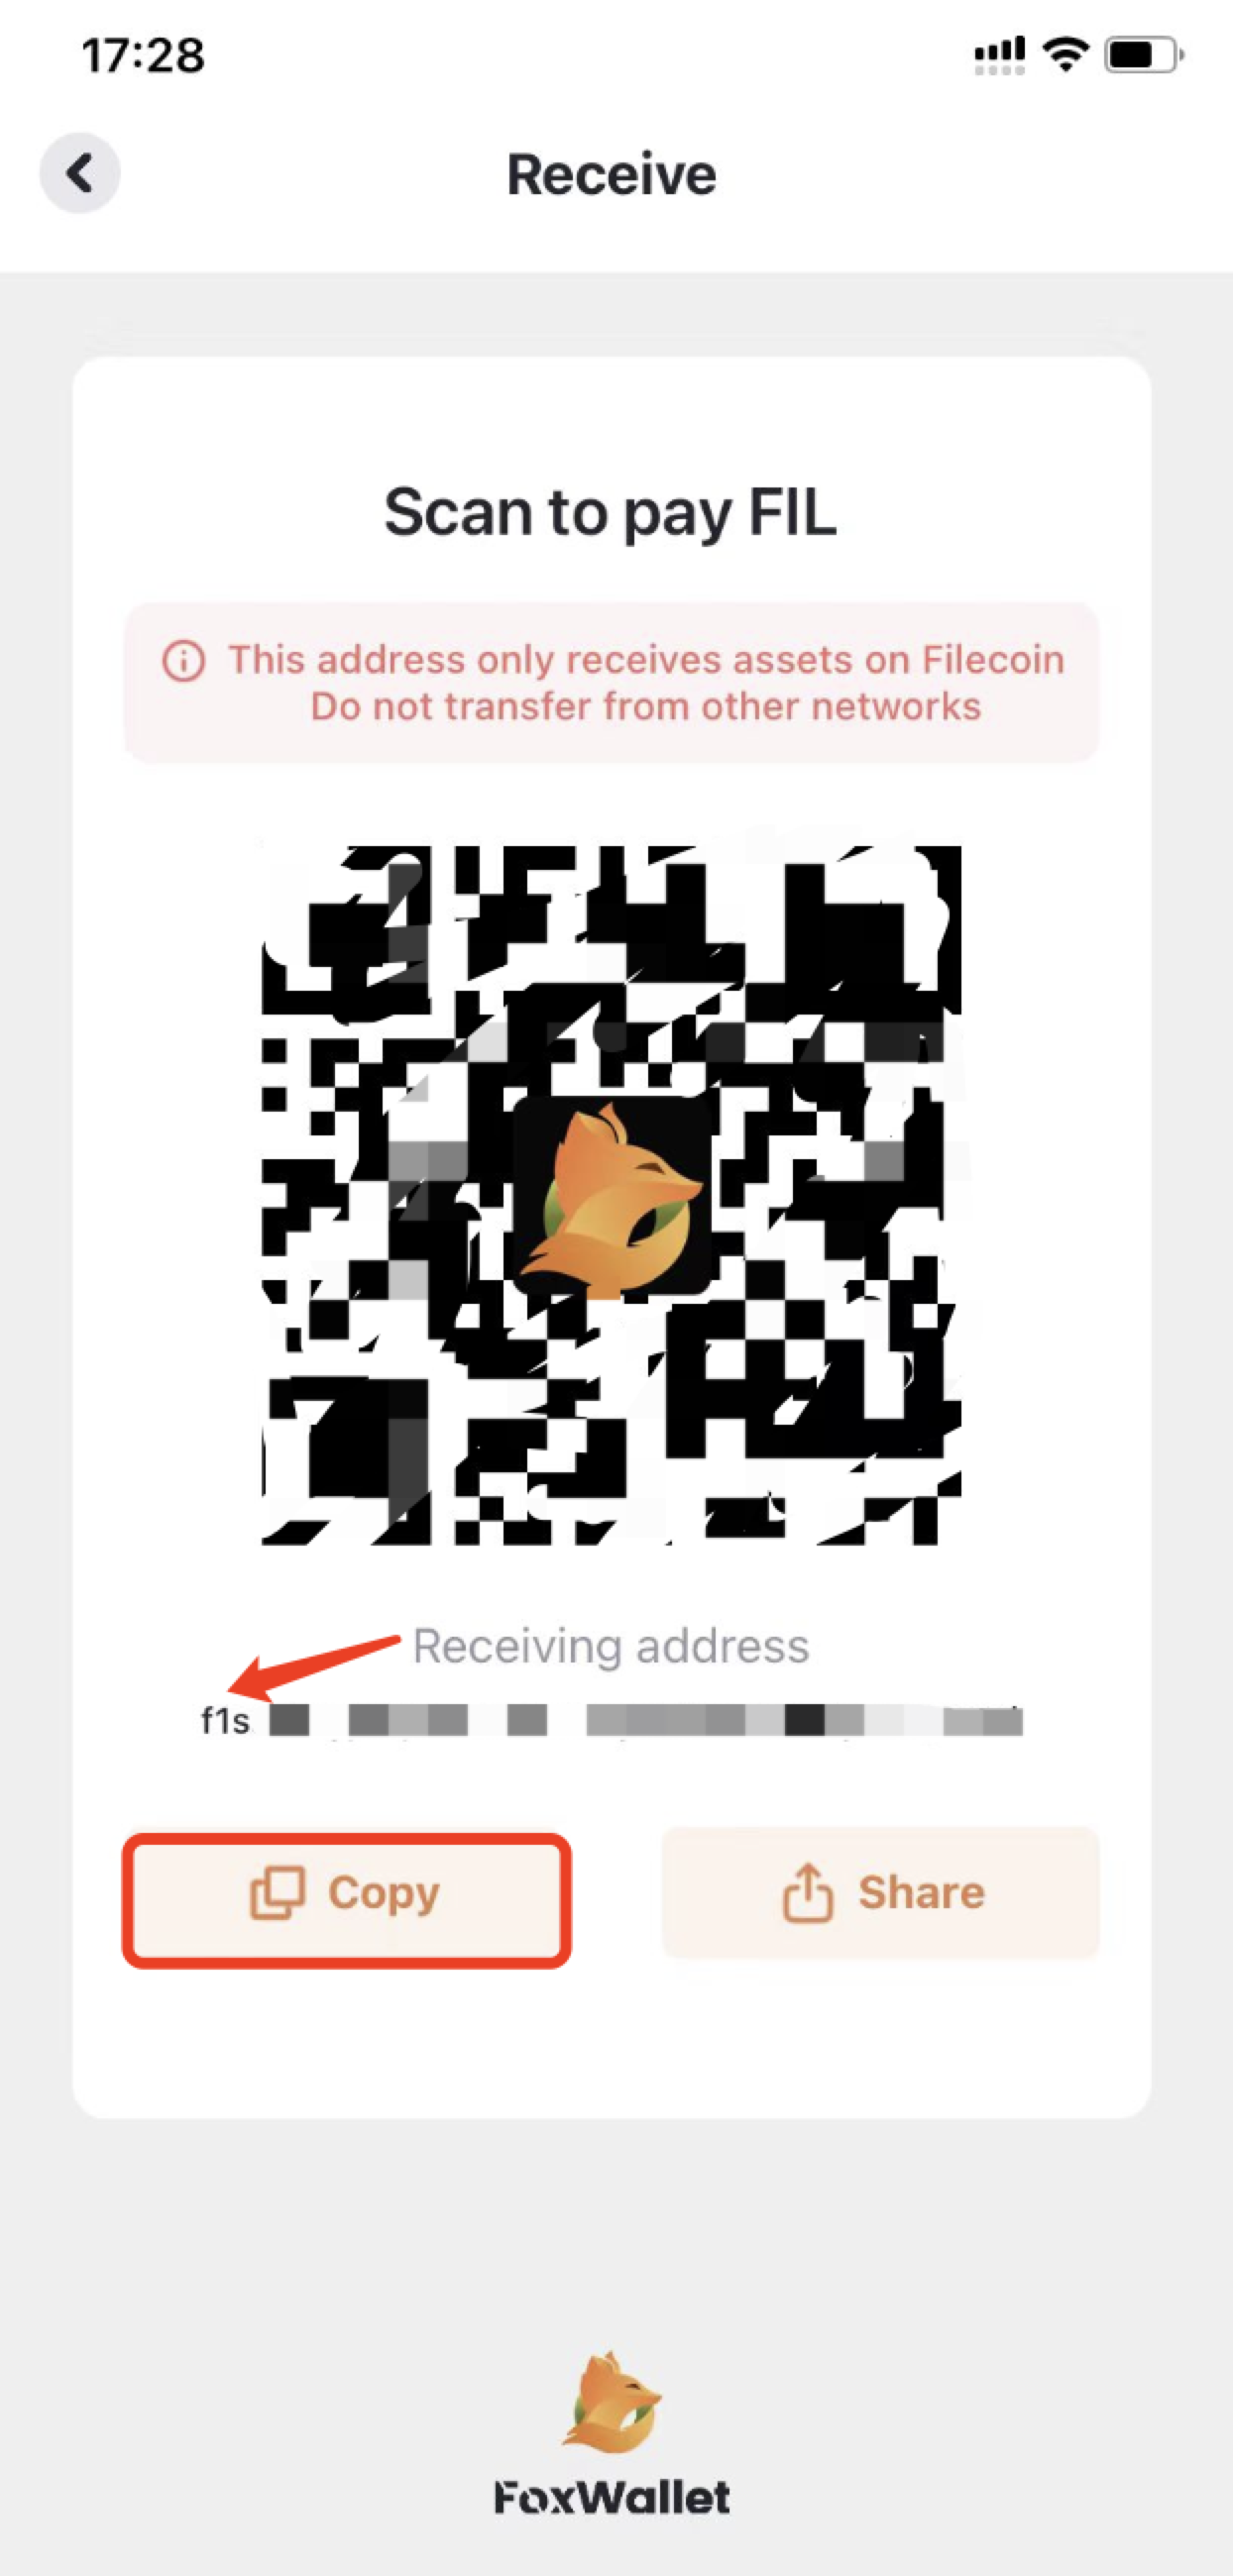 17:28
Receive
Scan to pay FIL
This address only receives assets on Filecoin
Do not transfer from other networks
Receiving address
f1s
Copy
Share
FoxWallet